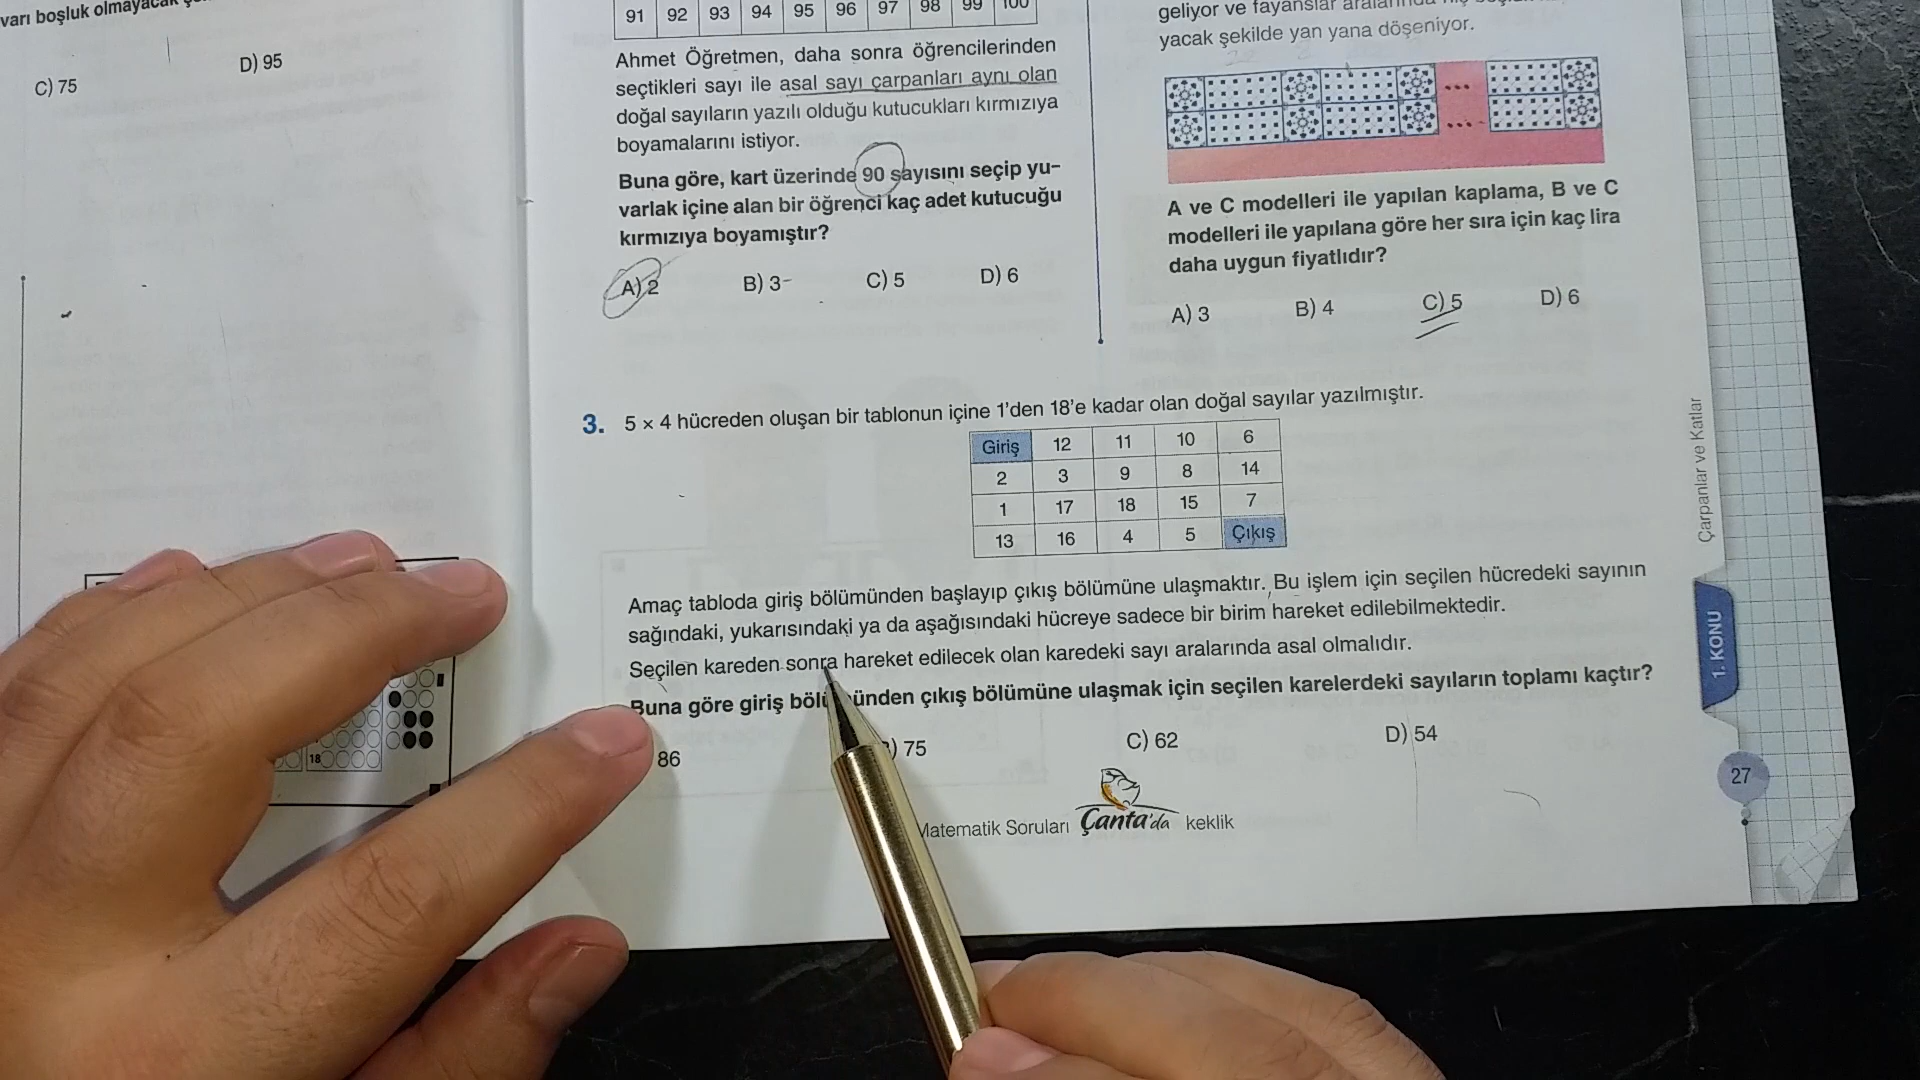 varı boşluk olmayacak
C) 75
D) 95
91 92 93 94 95 96 97 98 99 100
Ahmet Öğretmen, daha sonra öğrencilerinden
seçtikleri sayı ile asal sayı çarpanları aynı olan
doğal sayıların yazılı olduğu kutucukları kırmızıya
boyamalarını istiyor.
Buna göre, kart üzerinde 90 sayısını seçip yu-
varlak içine alan bir öğrenci kaç adet kutucuğu
kırmızıya boyamıştır?
A) 2 B) 3 C) 5 D) 6
geliyor ve fayanslar
yacak şekilde yan yana döşeniyor.
A ve C modelleri ile yapılan kaplama, B ve C
modelleri ile yapılana göre her sıra için kaç lira
daha uygun fiyatlıdır?
A) 3 B) 4 C) 5 D) 6
3. 5 × 4 hücreden oluşan bir tablonun içine 1'den 18'e kadar olan doğal sayılar yazılmıştır.
Giriş 12 11 10 6
2 3 9 8 14
1 17 18 15 7
13 16 4 5 Çıkış
Amaç tabloda giriş bölümünden başlayıp çıkış bölümüne ulaşmaktır. Bu işlem için seçilen hücredeki sayının
sağındaki, yukarısındaki ya da aşağısındaki hücreye sadece bir birim hareket edilebilmektedir.
Seçilen kareden sonra hareket edilecek olan karedeki sayı aralarında asal olmalıdır.
Buna göre giriş böl ünden çıkış bölümüne ulaşmak için seçilen karelerdeki sayıların toplamı kaçtır?
86 ) 75 C) 62 D) 54
Matematik Soruları Çanta'da keklik
Çarpanlar ve Katlar
1. KONU
27
18